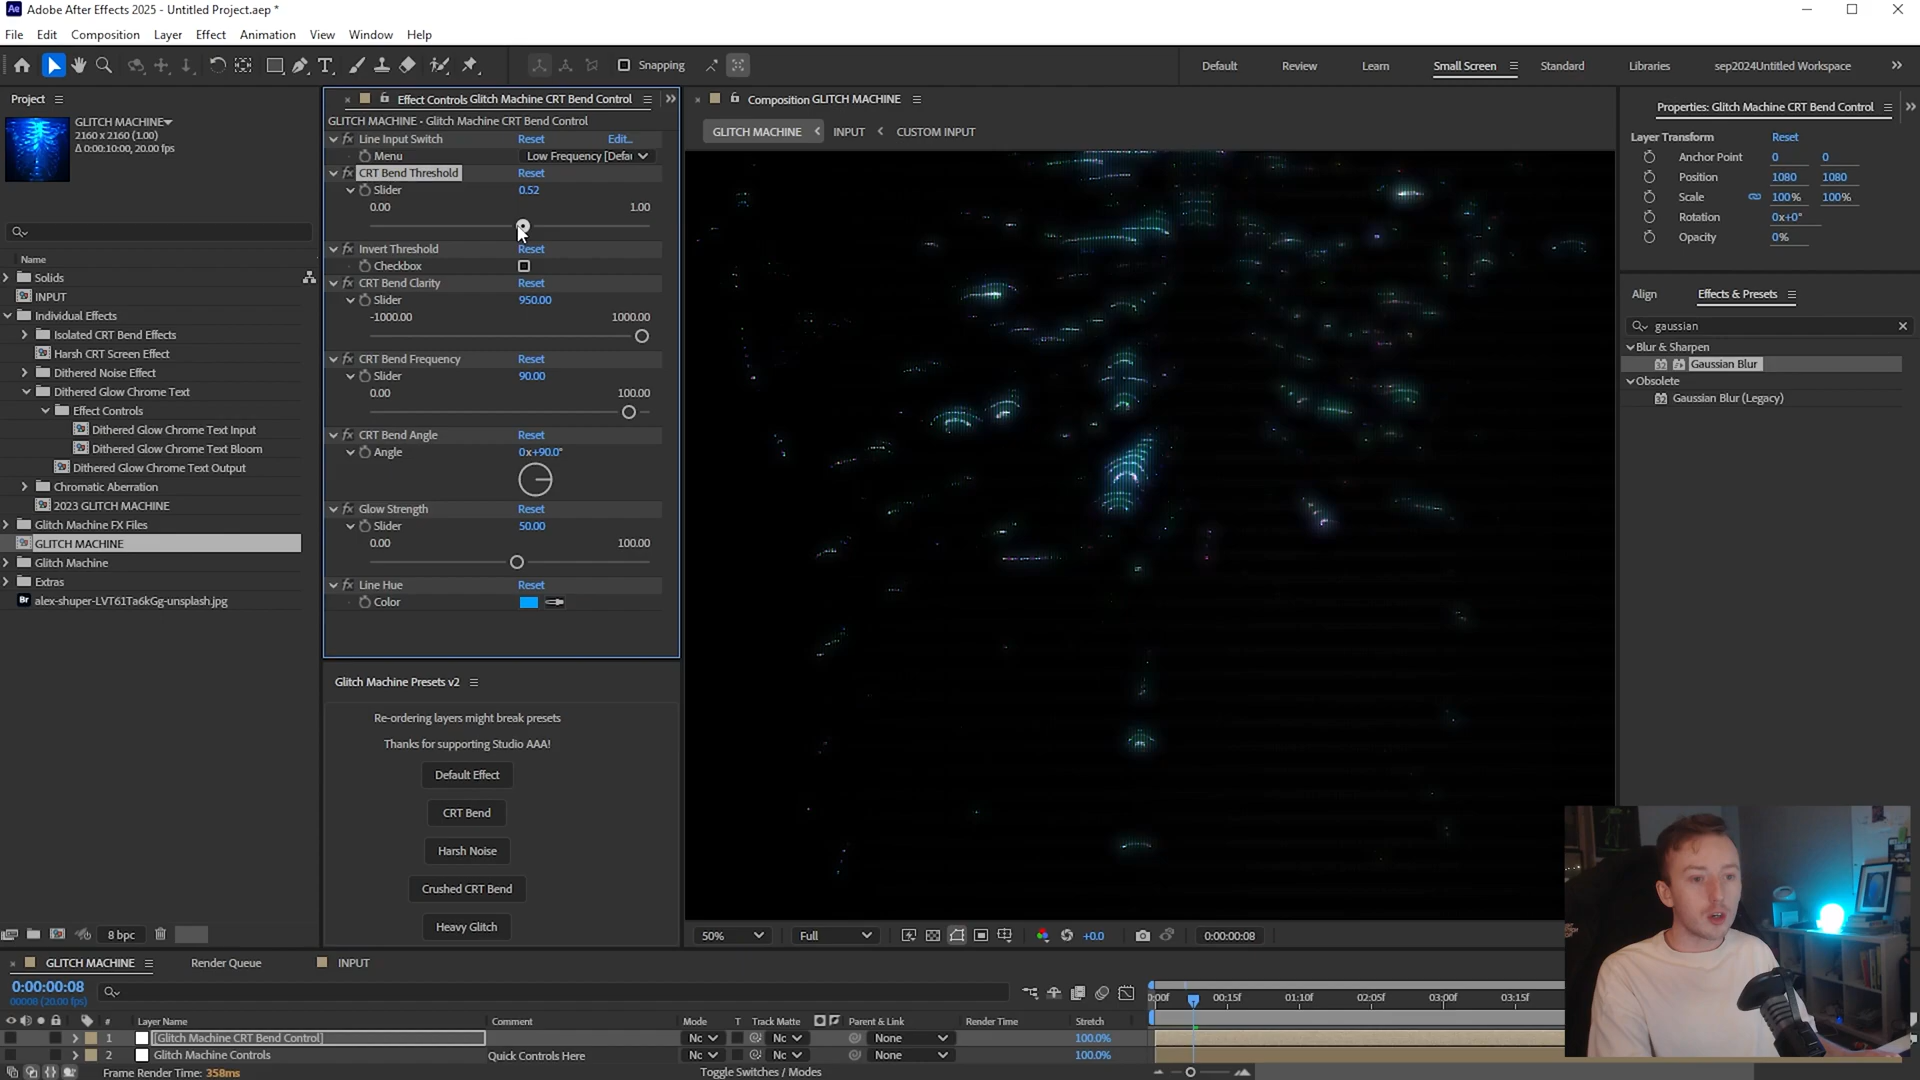 Adobe After Effects 2025 - Untitled Project.aep *
File Edit Composition Layer Effect Animation View Window Help
Snapping Default Review Learn Small Screen Standard Libraries sep2024Untitled Workspace
Project
GLITCH MACHINE
2160 x 2160 (1.00)
Δ 0:00:10:00, 20.00 fps
Name
Solids
INPUT
Individual Effects
Isolated CRT Bend Effects
Harsh CRT Screen Effect
Dithered Noise Effect
Dithered Glow Chrome Text
Effect Controls
Dithered Glow Chrome Text Input
Dithered Glow Chrome Text Bloom
Dithered Glow Chrome Text Output
Chromatic Aberration
2023 GLITCH MACHINE
Glitch Machine FX Files
GLITCH MACHINE
Glitch Machine
Extras
Br alex-shuper-LVT61Ta6kGg-unsplash.jpg
8 bpc
Effect Controls Glitch Machine CRT Bend Control
GLITCH MACHINE - Glitch Machine CRT Bend Control
fx Line Input Switch Reset Edit...
Menu Low Frequency [Defau
fx CRT Bend Threshold Reset
Slider 0.52
0.00 1.00
fx Invert Threshold Reset
Checkbox
fx CRT Bend Clarity Reset
Slider 950.00
-1000.00 1000.00
fx CRT Bend Frequency Reset
Slider 90.00
0.00 100.00
fx CRT Bend Angle Reset
Angle 0x+90.0°
fx Glow Strength Reset
Slider 50.00
0.00 100.00
fx Line Hue Reset
Color
Glitch Machine Presets v2
Re-ordering layers might break presets
Thanks for supporting Studio AAA!
Default Effect
CRT Bend
Harsh Noise
Crushed CRT Bend
Heavy Glitch
Composition GLITCH MACHINE
GLITCH MACHINE INPUT CUSTOM INPUT
50% Full +0.0 0:00:00:08
Properties: Glitch Machine CRT Bend Control
Layer Transform Reset
Anchor Point 0 0
Position 1080 1080
Scale 100% 100%
Rotation 0x+0°
Opacity 0%
Align Effects & Presets
gaussian
Blur & Sharpen
Gaussian Blur
Obsolete
Gaussian Blur (Legacy)
GLITCH MACHINE Render Queue INPUT
0:00:00:08
00008 (20.00 fps)
:00f 00:15f 01:10f 02:05f 03:00f 03:15f
# Layer Name Comment Mode T Track Matte Parent & Link Render Time Stretch
1 [Glitch Machine CRT Bend Control] Nc Nc None 100.0%
2 Glitch Machine Controls Quick Controls Here Nc Nc None 100.0%
Frame Render Time: 358ms Toggle Switches / Modes